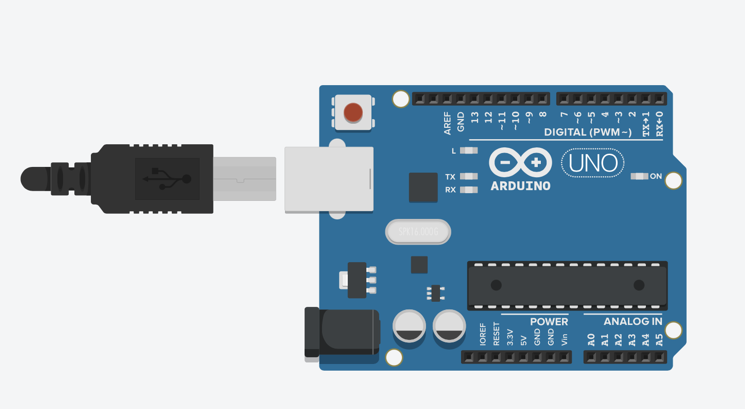 AREF
GND
13
12
~11
~10
~9
8
7
~6
~5
4
~3
2
TX→1
RX←0
DIGITAL (PWM ~)
L
TX
RX
ARDUINO
UNO
ON
POWER
ANALOG IN
IOREF
RESET
3.3V
5V
GND
GND
Vin
A0
A1
A2
A3
A4
A5